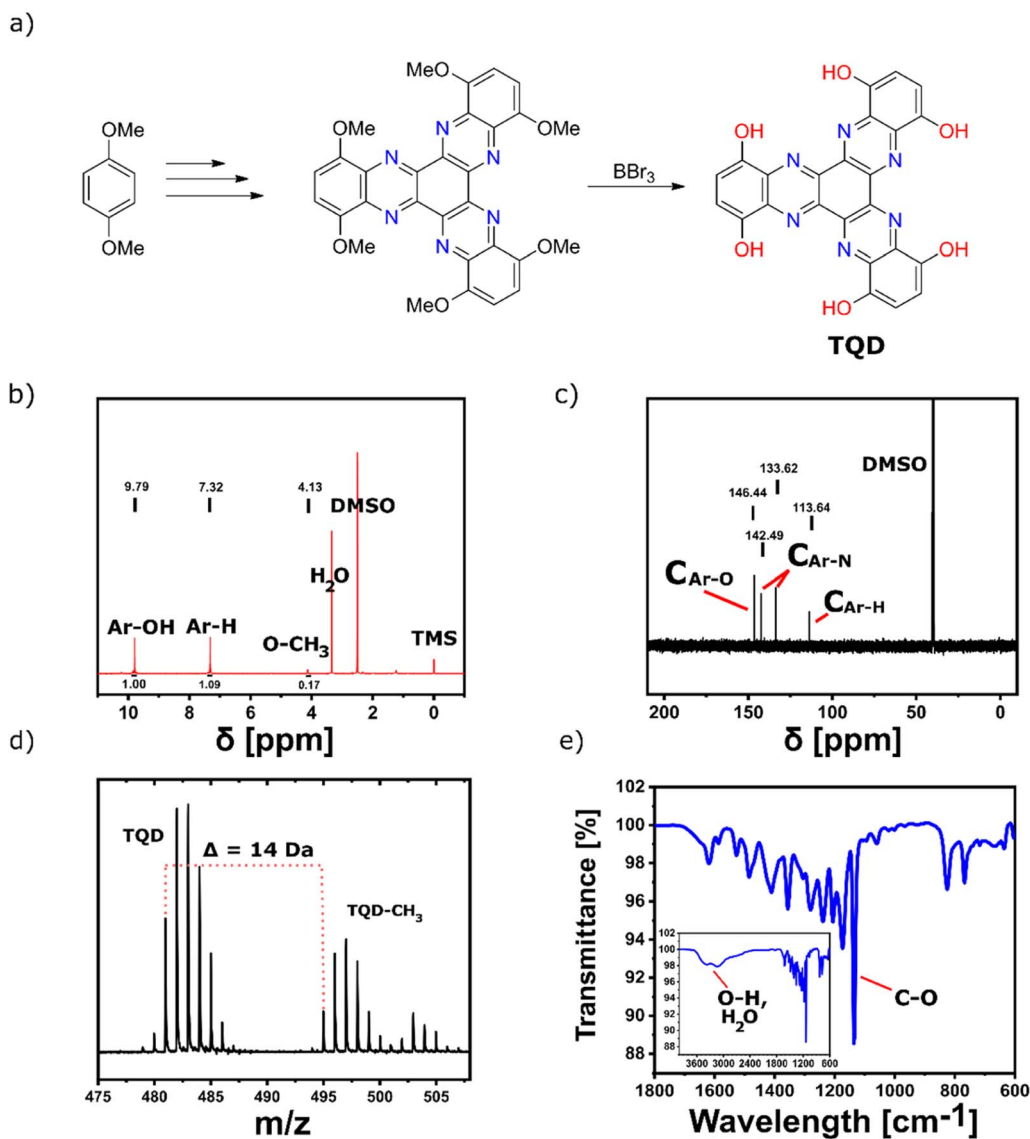 a)
OMe
OMe
MeO
OMe
OMe
OMe
MeO
OMe
N
N
N
N
N
N
BBr3
HO
OH
OH
OH
OH
HO
N
N
N
N
N
N
TQD
b)
9.79
7.32
4.13
DMSO
H2O
Ar-OH
Ar-H
O-CH3
TMS
1.00
1.09
0.17
10
8
6
4
2
0
δ [ppm]
c)
133.62
DMSO
146.44
113.64
142.49
CAr-N
CAr-O
CAr-H
200
150
100
50
0
δ [ppm]
d)
TQD
Δ = 14 Da
TQD-CH3
475
480
485
490
495
500
505
m/z
e)
Transmittance [%]
102
100
98
96
94
92
90
88
102
100
98
96
94
92
90
88
3600
3000
2400
1800
1200
600
O-H,
H2O
C-O
1800
1600
1400
1200
1000
800
600
Wavelength [cm-1]